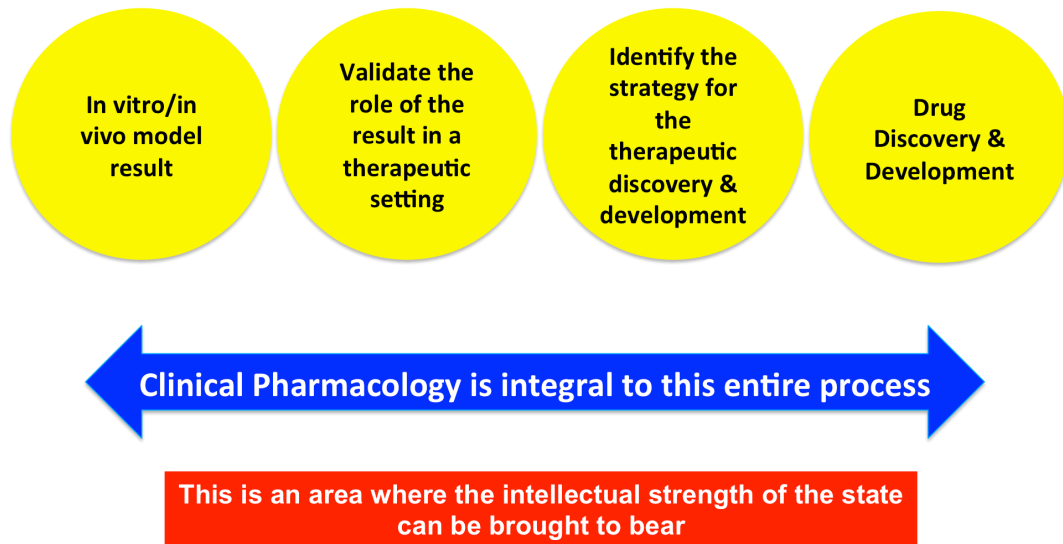 In vitro/in
vivo model
result
Validate the
role of the
result in a
therapeutic
setting
Identify the
strategy for
the
therapeutic
discovery &
development
Drug
Discovery &
Development
Clinical Pharmacology is integral to this entire process
This is an area where the intellectual strength of the state
can be brought to bear